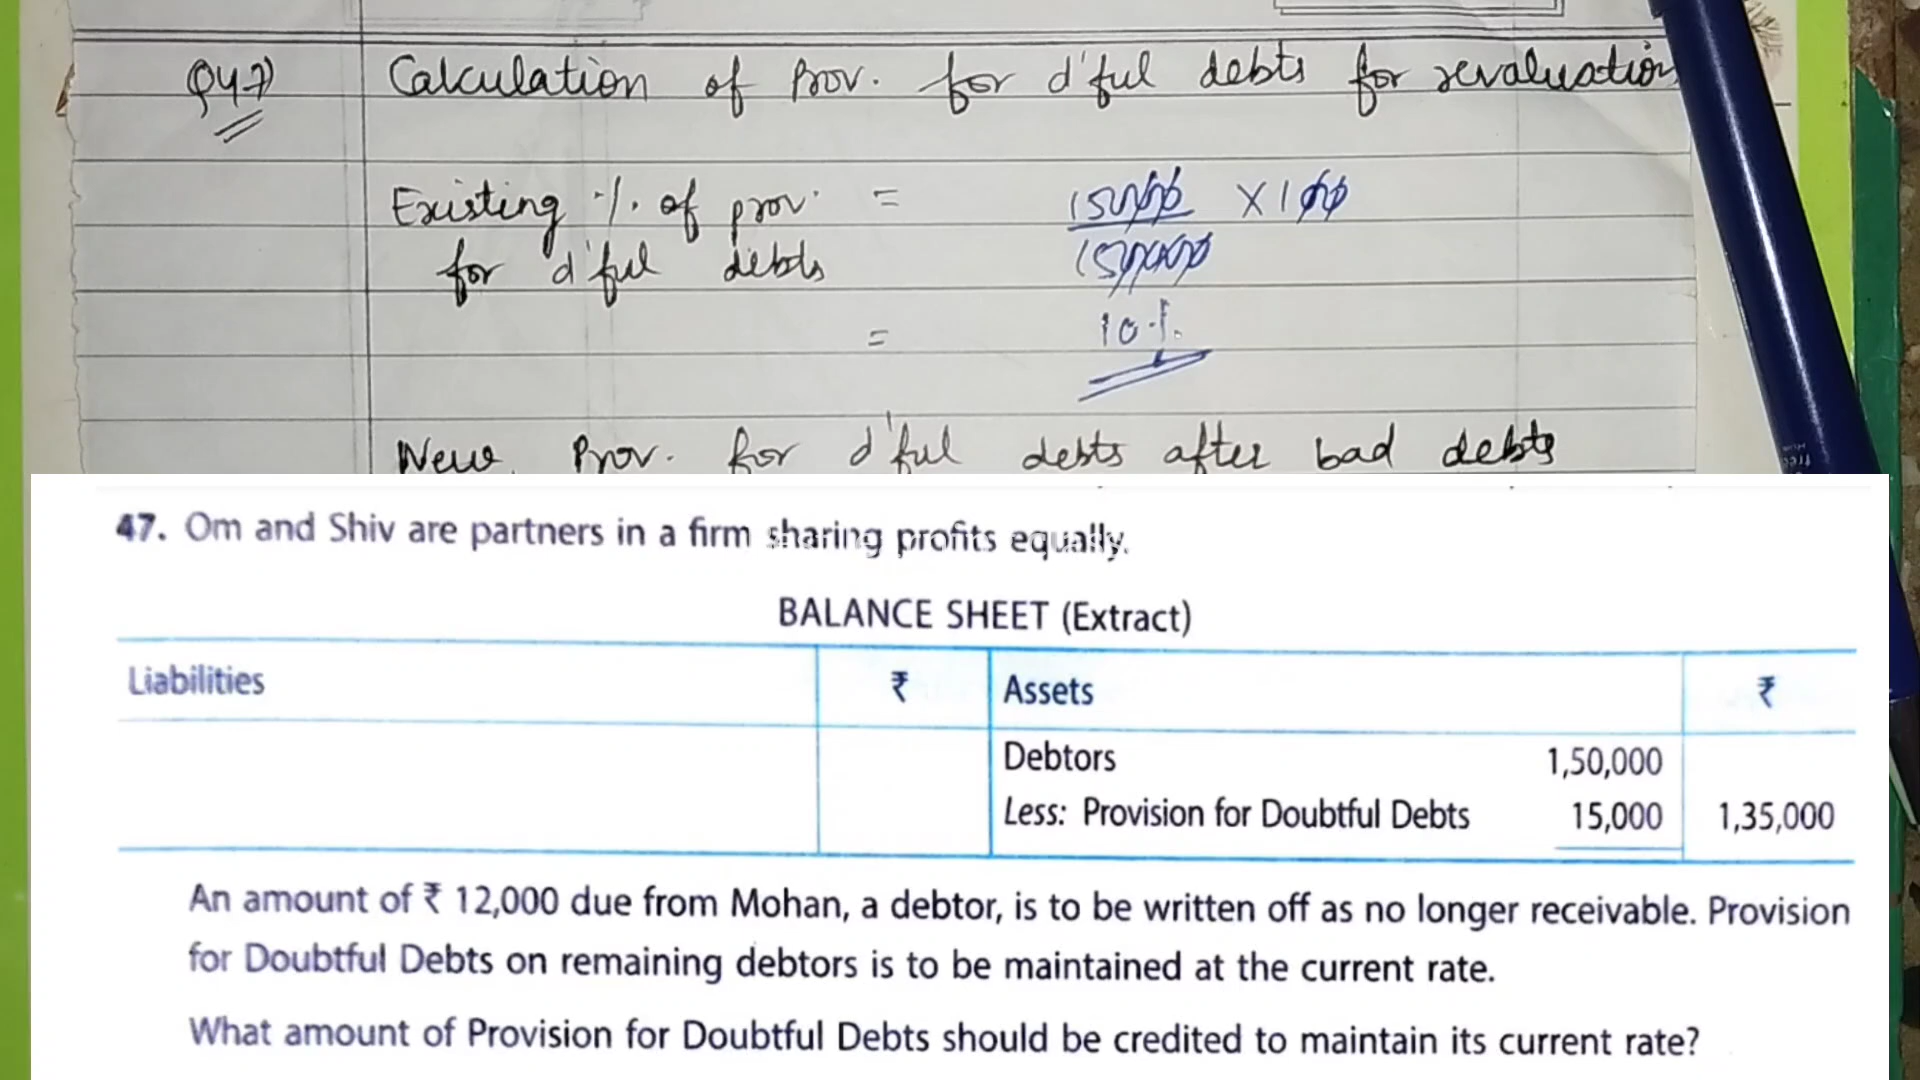 Q47) Calculation of Prov. for d'ful debts for revaluation
Existing %. of prov. = 15000 X 100
for d'ful debts 150000
= 10%.
New Prov. for d'ful debts after bad debts
47. Om and Shiv are partners in a firm sharing profits equally.
BALANCE SHEET (Extract)
Liabilities ₹ Assets ₹
Debtors 1,50,000
Less: Provision for Doubtful Debts 15,000 1,35,000
An amount of ₹ 12,000 due from Mohan, a debtor, is to be written off as no longer receivable. Provision
for Doubtful Debts on remaining debtors is to be maintained at the current rate.
What amount of Provision for Doubtful Debts should be credited to maintain its current rate?